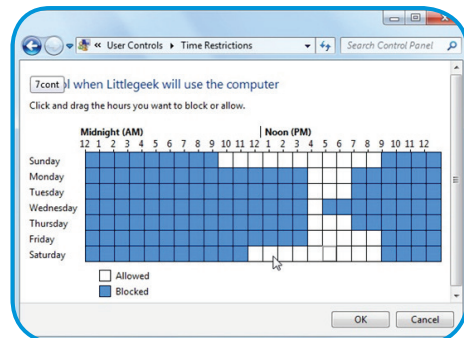 « User Controls ▸ Time Restrictions Search Control Panel
7cont ol when Littlegeek will use the computer
Click and drag the hours you want to block or allow.
Midnight (AM) Noon (PM)
12 1 2 3 4 5 6 7 8 9 10 11 12 1 2 3 4 5 6 7 8 9 10 11 12
Sunday
Monday
Tuesday
Wednesday
Thursday
Friday
Saturday
Allowed
Blocked
OK Cancel